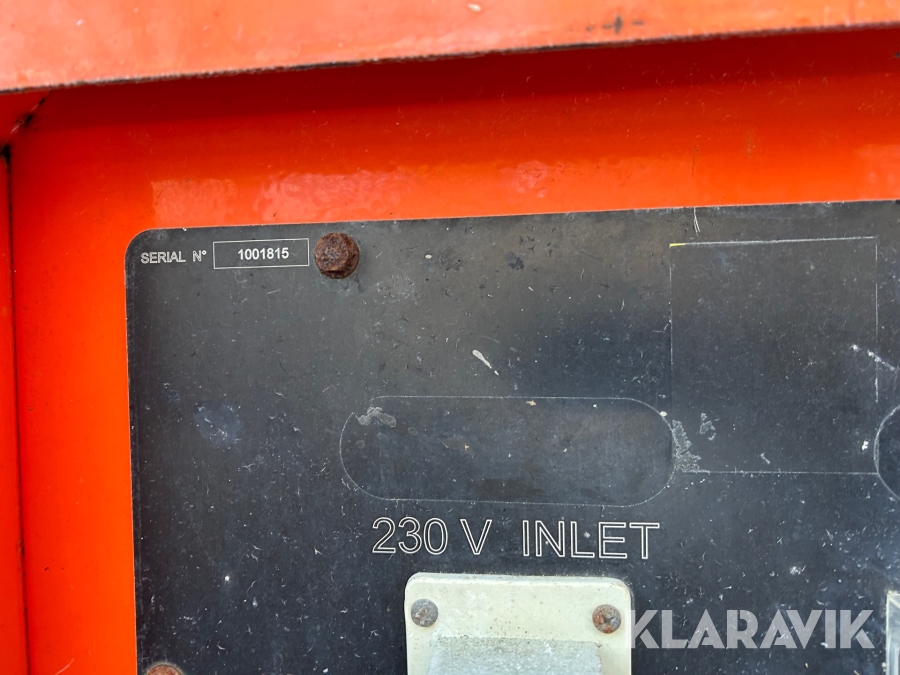 SERIAL N° 1001815
230 V INLET
KLARAVIK